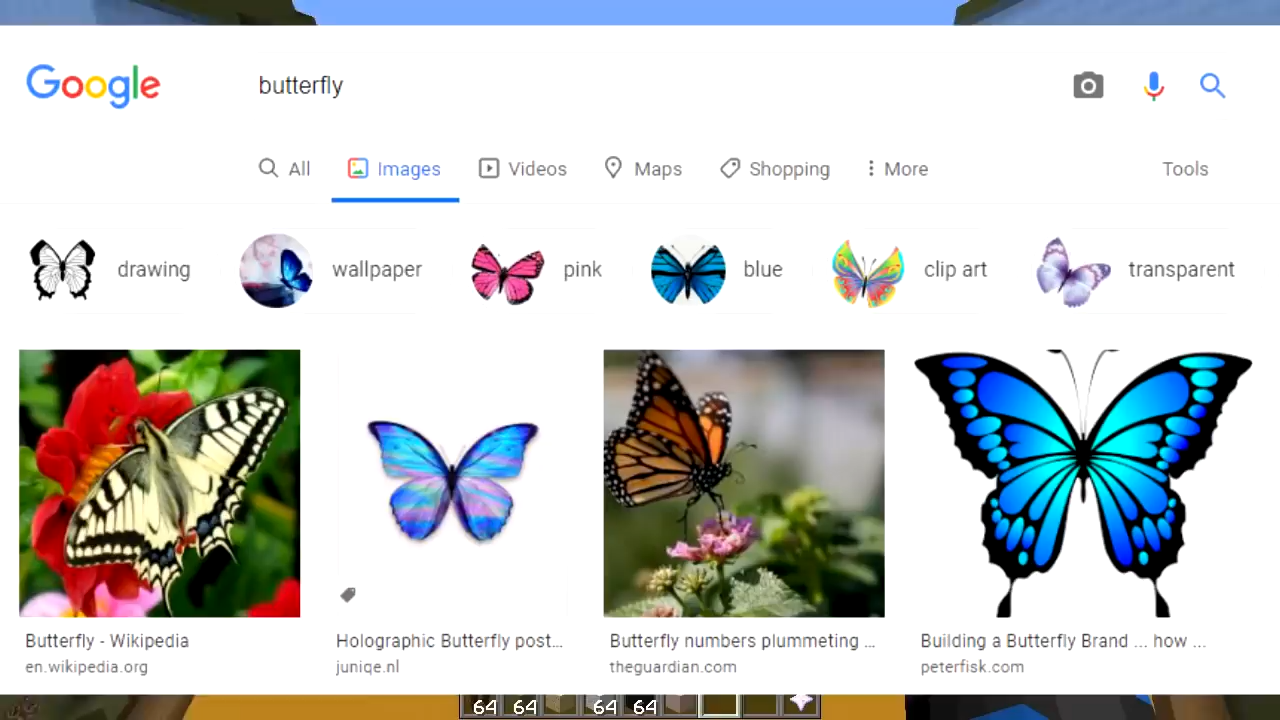 Google butterfly
All Images Videos Maps Shopping More Tools
drawing wallpaper pink blue clip art transparent
Butterfly - Wikipedia
en.wikipedia.org
Holographic Butterfly post...
juniqe.nl
Butterfly numbers plummeting ...
theguardian.com
Building a Butterfly Brand ... how ...
peterfisk.com
64 64 64 64